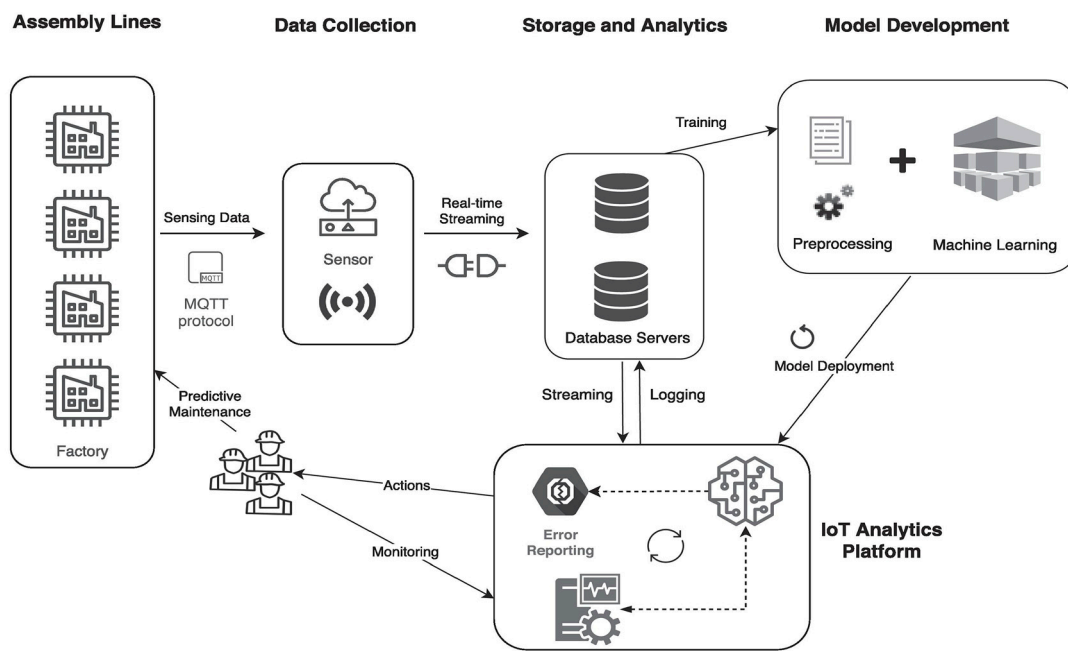 Assembly Lines
Data Collection
Storage and Analytics
Model Development
Sensing Data
MQTT
MQTT
protocol
Factory
Sensor
Real-time
Streaming
Database Servers
Training
Preprocessing
Machine Learning
Model Deployment
Streaming
Logging
Predictive
Maintenance
Actions
Monitoring
Error
Reporting
IoT Analytics
Platform